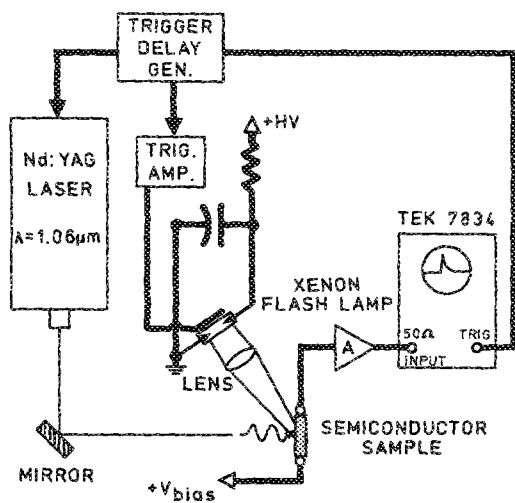 TRIGGER
DELAY
GEN.
+HV
Nd: YAG
LASER
λ=1.06μm
TRIG.
AMP.
TEK 7834
XENON
FLASH LAMP
A
50Ω
INPUT
TRIG
LENS
SEMICONDUCTOR
SAMPLE
MIRROR
+Vbias